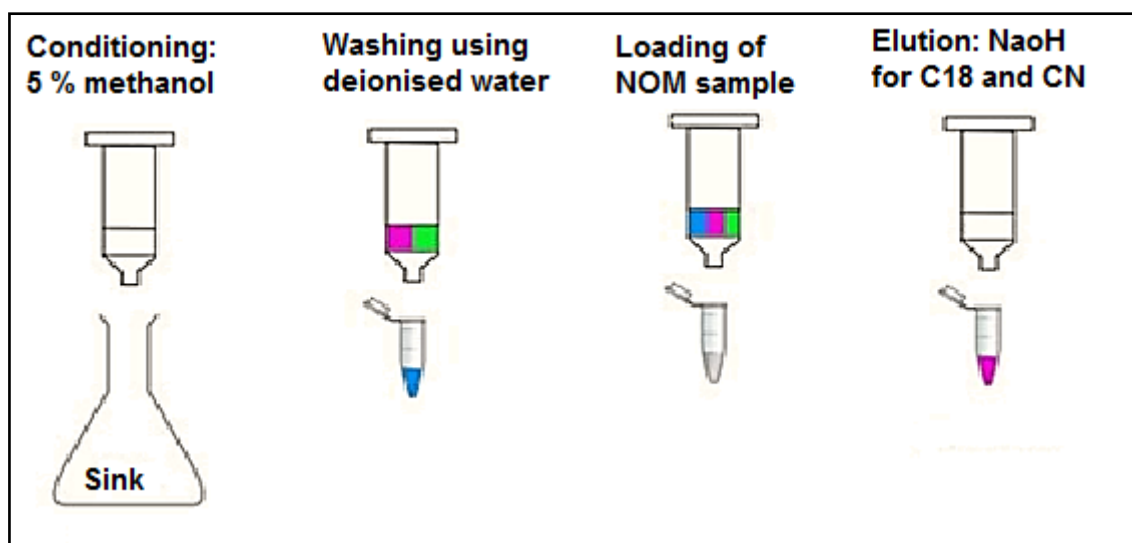 Conditioning:
5 % methanol
Washing using
deionised water
Loading of
NOM sample
Elution: NaoH
for C18 and CN
Sink